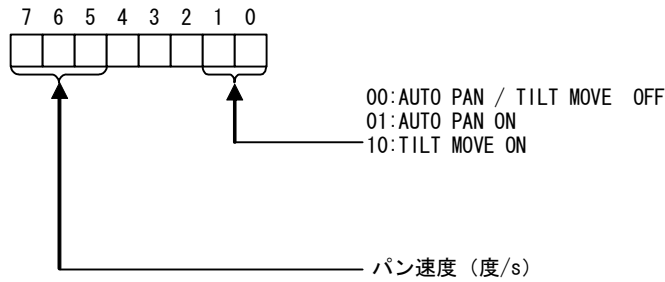 7 6 5 4 3 2 1 0
00:AUTO PAN / TILT MOVE OFF
01:AUTO PAN ON
10:TILT MOVE ON
パン速度（度/s）